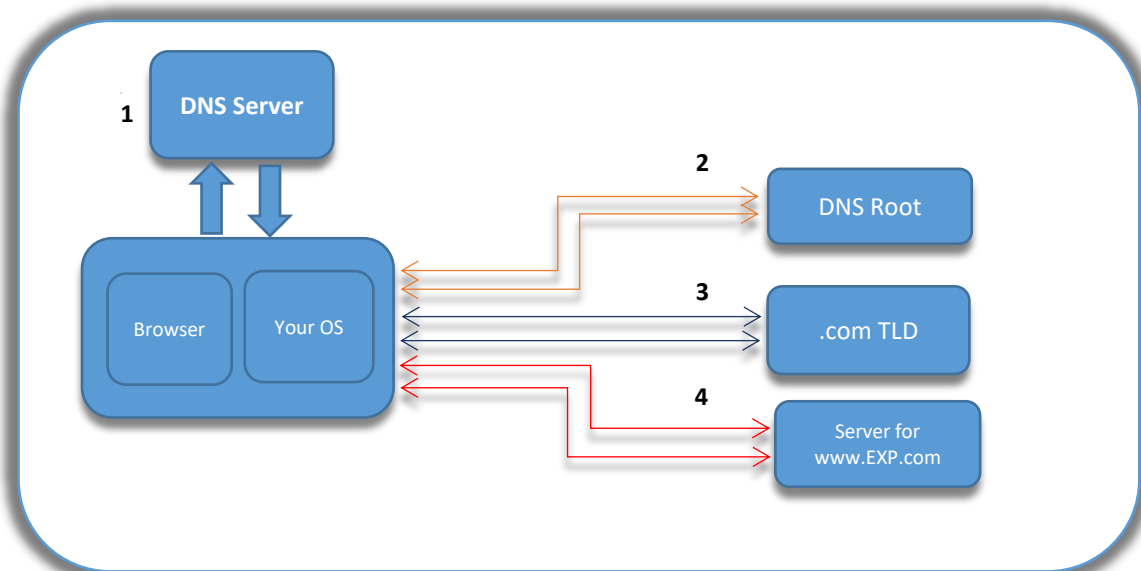 DNS Server
1
2
DNS Root
3
Browser
Your OS
.com TLD
4
Server for
www.EXP.com